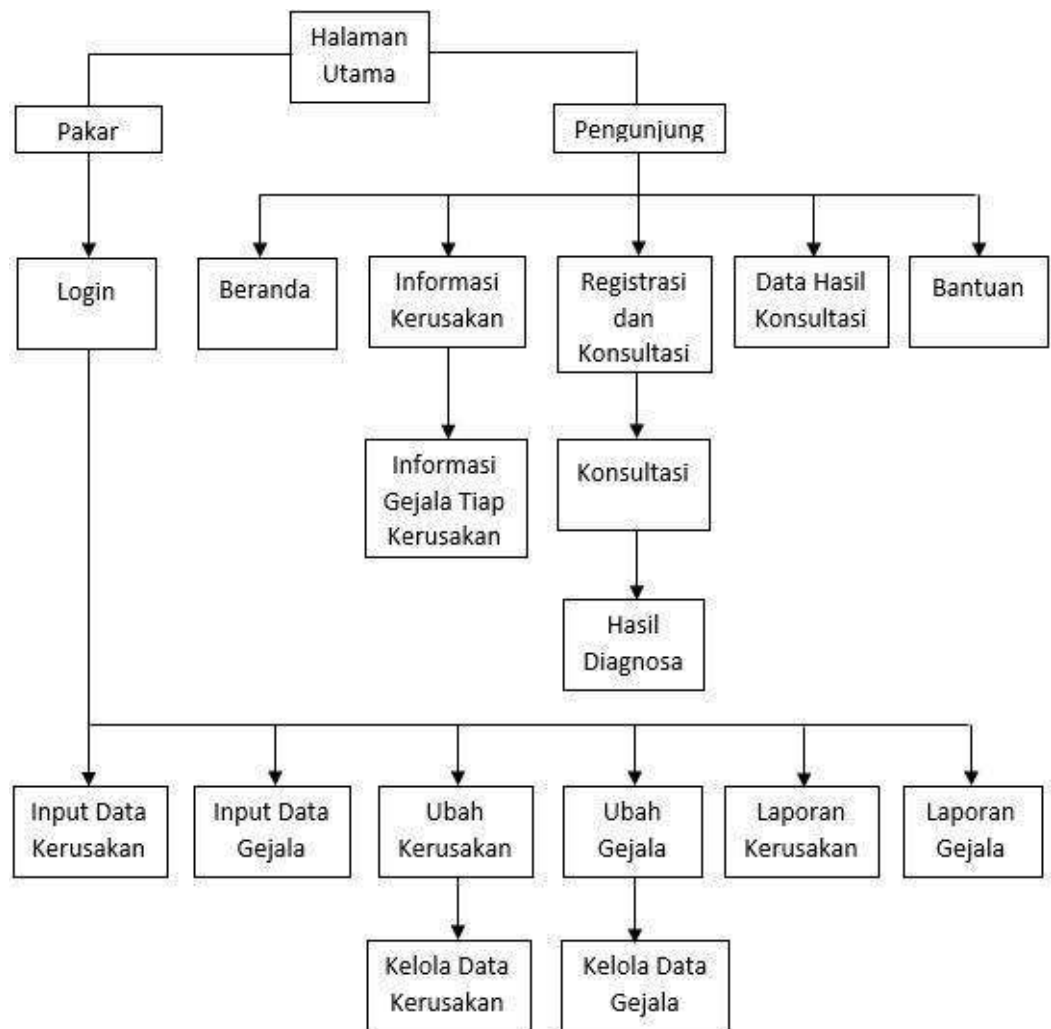 Halaman
Utama
Pakar
Pengunjung
Login
Beranda
Informasi
Kerusakan
Registrasi
dan
Konsultasi
Data Hasil
Konsultasi
Bantuan
Informasi
Gejala Tiap
Kerusakan
Konsultasi
Hasil
Diagnosa
Input Data
Kerusakan
Input Data
Gejala
Ubah
Kerusakan
Ubah
Gejala
Laporan
Kerusakan
Laporan
Gejala
Kelola Data
Kerusakan
Kelola Data
Gejala